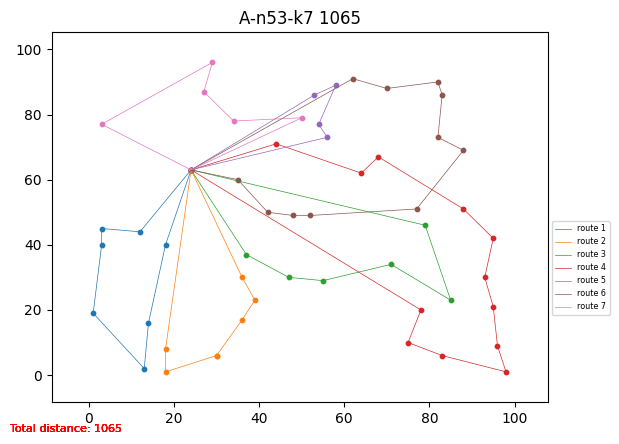 A-n53-k7 1065
100
80
60
40
20
0
0 20 40 60 80 100
route 1
route 2
route 3
route 4
route 5
route 6
route 7
Total distance: 1065